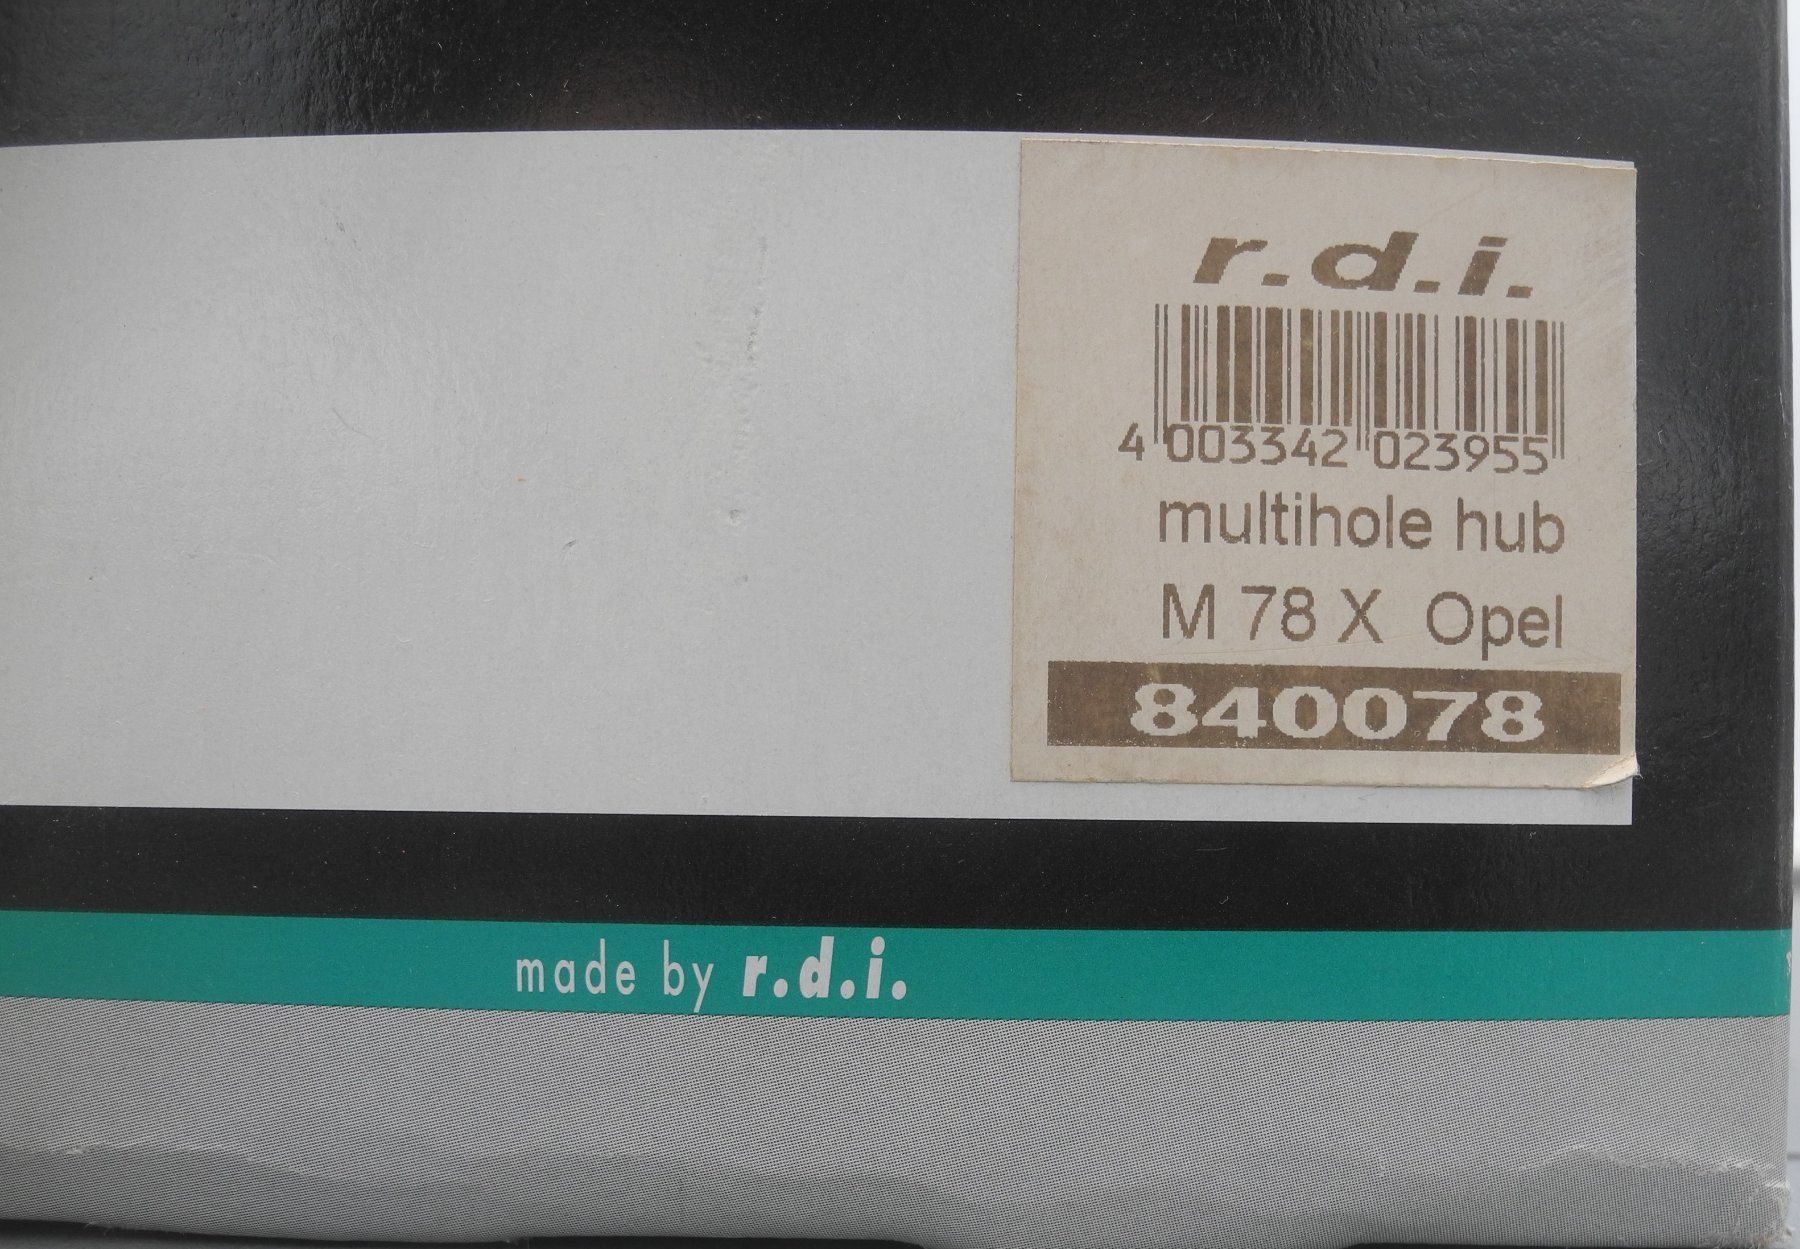 r.d.i.
4 003342 023955
multihole hub
M 78 X Opel
840078
made by r.d.i.